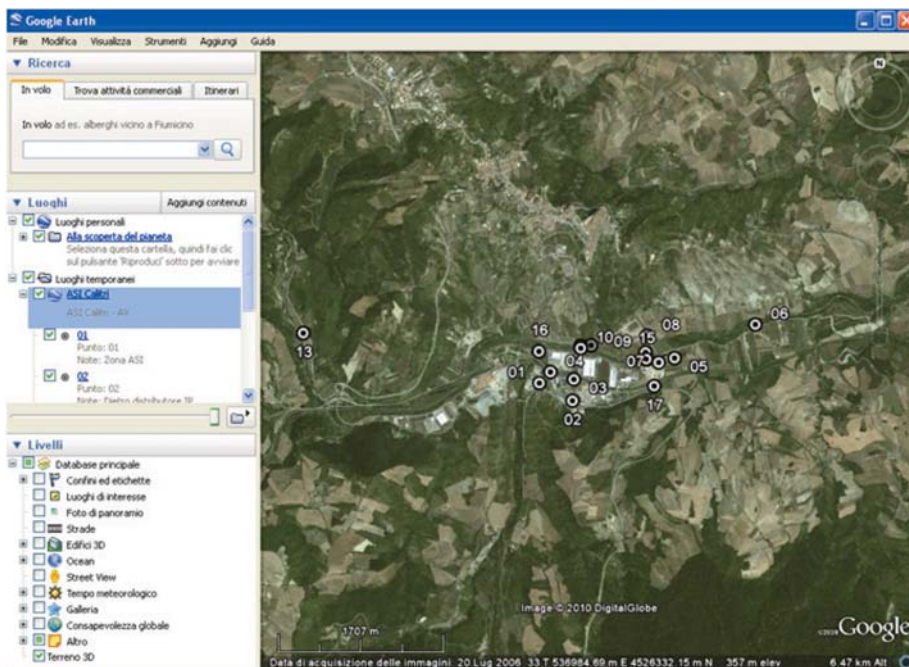 Google Earth
File Modifica Visualizza Strumenti Aggiungi Guida
Ricerca
In volo Trova attività commerciali Itinerari
In volo ad es. alberghi vicino a Fiumicino
Luoghi Aggiungi contenuti
Luoghi personali
Alla scoperta del pianeta
Seleziona questa cartella, quindi fai clic
sul pulsante 'Riproduci' sotto per avviare
Luoghi temporanei
ASI Calitri
ASI Calitri - AV
01
Punto: 01
Note: Zona ASI
02
Punto: 02
Note: Dietro distributore IP
Livelli
Database principale
Confini ed etichette
Luoghi di interesse
Foto di panoramio
Strade
Edifici 3D
Ocean
Street View
Tempo meteorologico
Galleria
Consapevolezza globale
Altro
Terreno 3D
N
06
08
16
10
15
09
13
04
07
05
01
03
17
02
Image © 2010 DigitalGlobe
1707 m
©2010 Google
Data di acquisizione delle immagini: 20 Lug 2006 33 T 536984.69 m E 4526332.15 m N 357 m elev 6.47 km Alt